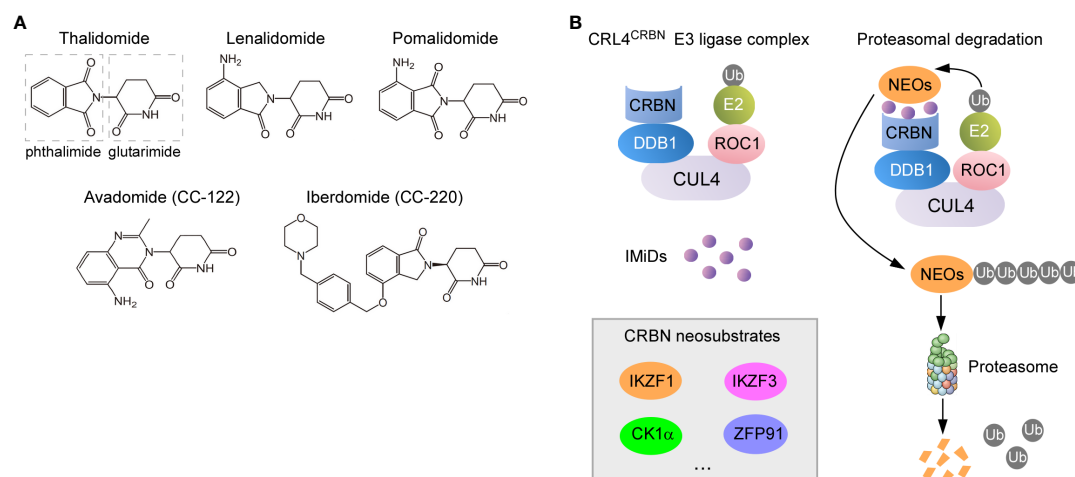 A
Thalidomide
Lenalidomide
Pomalidomide
O
N
O
O
NH
O
phthalimide
glutarimide
NH₂
N
O
O
NH
O
NH₂
O
N
O
O
NH
O
Avadomide (CC-122)
Iberdomide (CC-220)
N
N
O
NH₂
O
NH
O
O
N
O
O
N
O
NH
O
B
CRL4CRBN E3 ligase complex
Ub
CRBN
E2
DDB1
ROC1
CUL4
IMiDs
CRBN neosubstrates
IKZF1
IKZF3
CK1α
ZFP91
...
Proteasomal degradation
NEOs
Ub
CRBN
E2
DDB1
ROC1
CUL4
NEOs
Ub Ub Ub Ub Ub
Proteasome
Ub
Ub
Ub